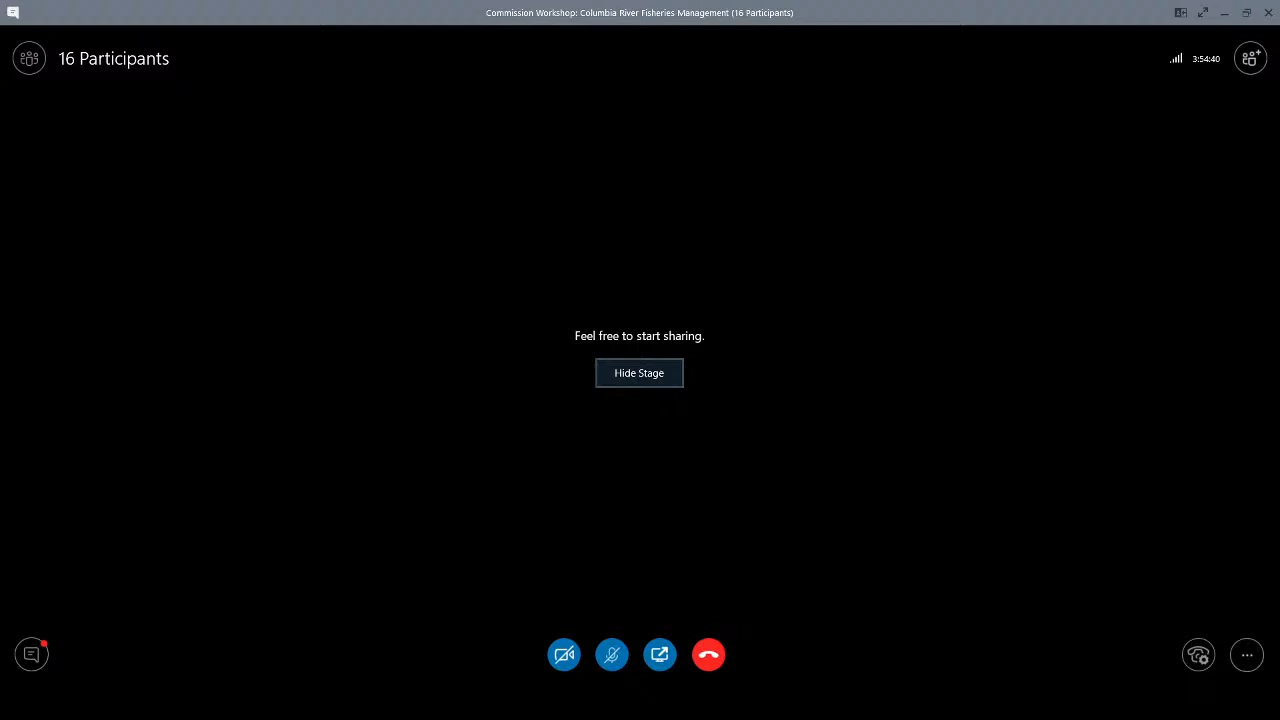 Commission Workshop: Columbia River Fisheries Management (16 Participants)
16 Participants
3:54:40
Feel free to start sharing.
Hide Stage